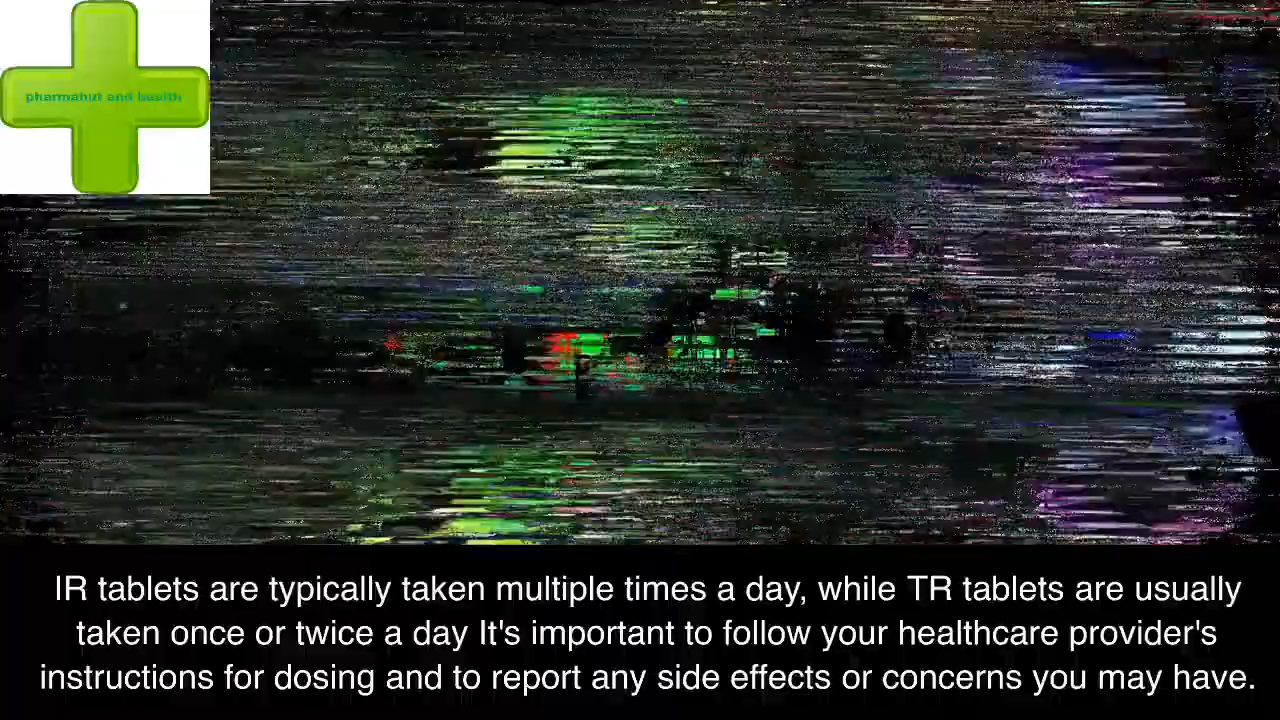 pharmahut and health
IR tablets are typically taken multiple times a day, while TR tablets are usually
taken once or twice a day It's important to follow your healthcare provider's
instructions for dosing and to report any side effects or concerns you may have.